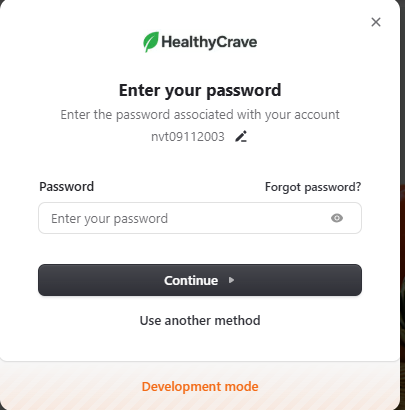 HealthyCrave
Enter your password
Enter the password associated with your account
nvt09112003
Password
Forgot password?
Enter your password
Continue
Use another method
Development mode